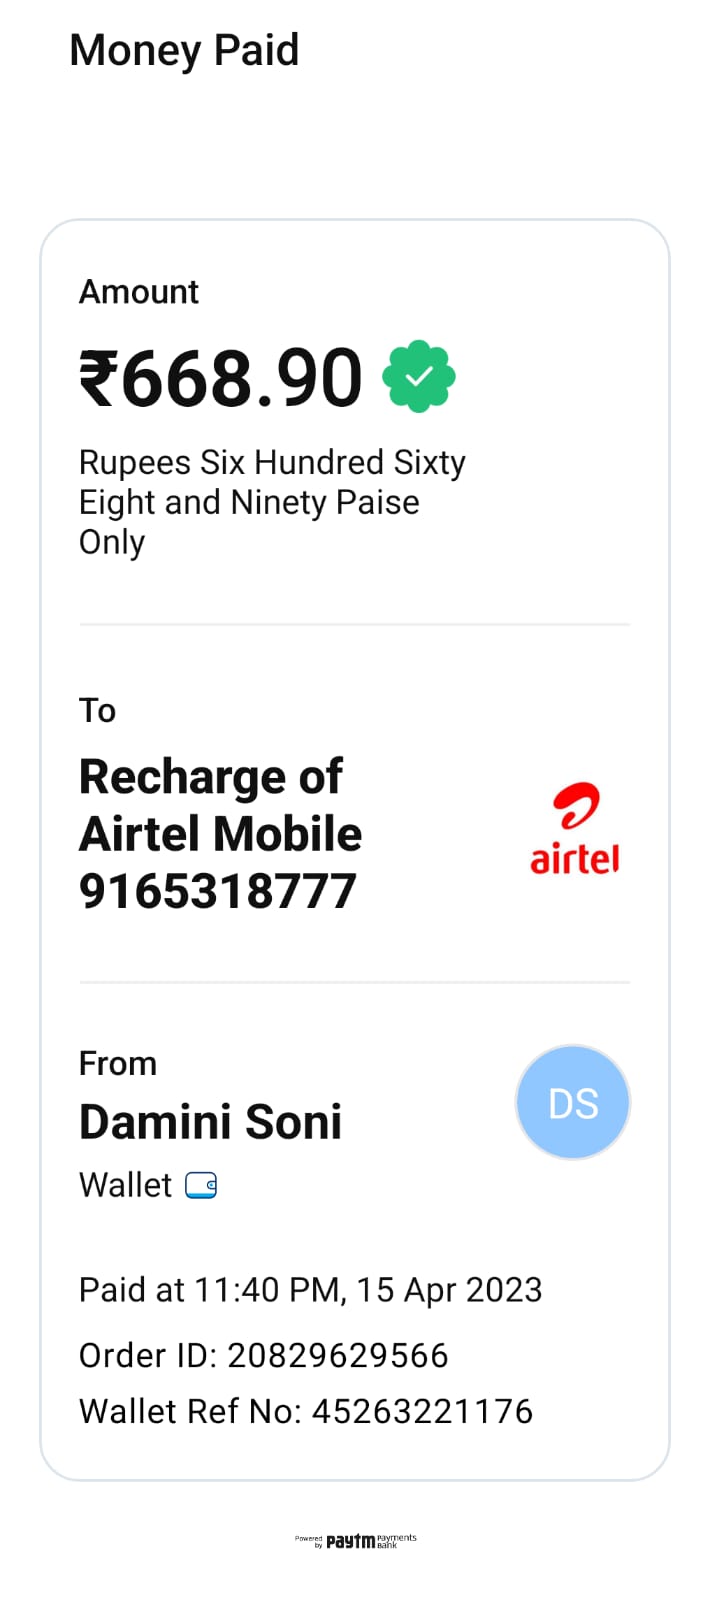 Money Paid
Amount
₹668.90
Rupees Six Hundred Sixty
Eight and Ninety Paise
Only
To
Recharge of
Airtel Mobile
9165318777
airtel
From
Damini Soni
DS
Wallet
Paid at 11:40 PM, 15 Apr 2023
Order ID: 20829629566
Wallet Ref No: 45263221176
Powered by paytm Payments Bank